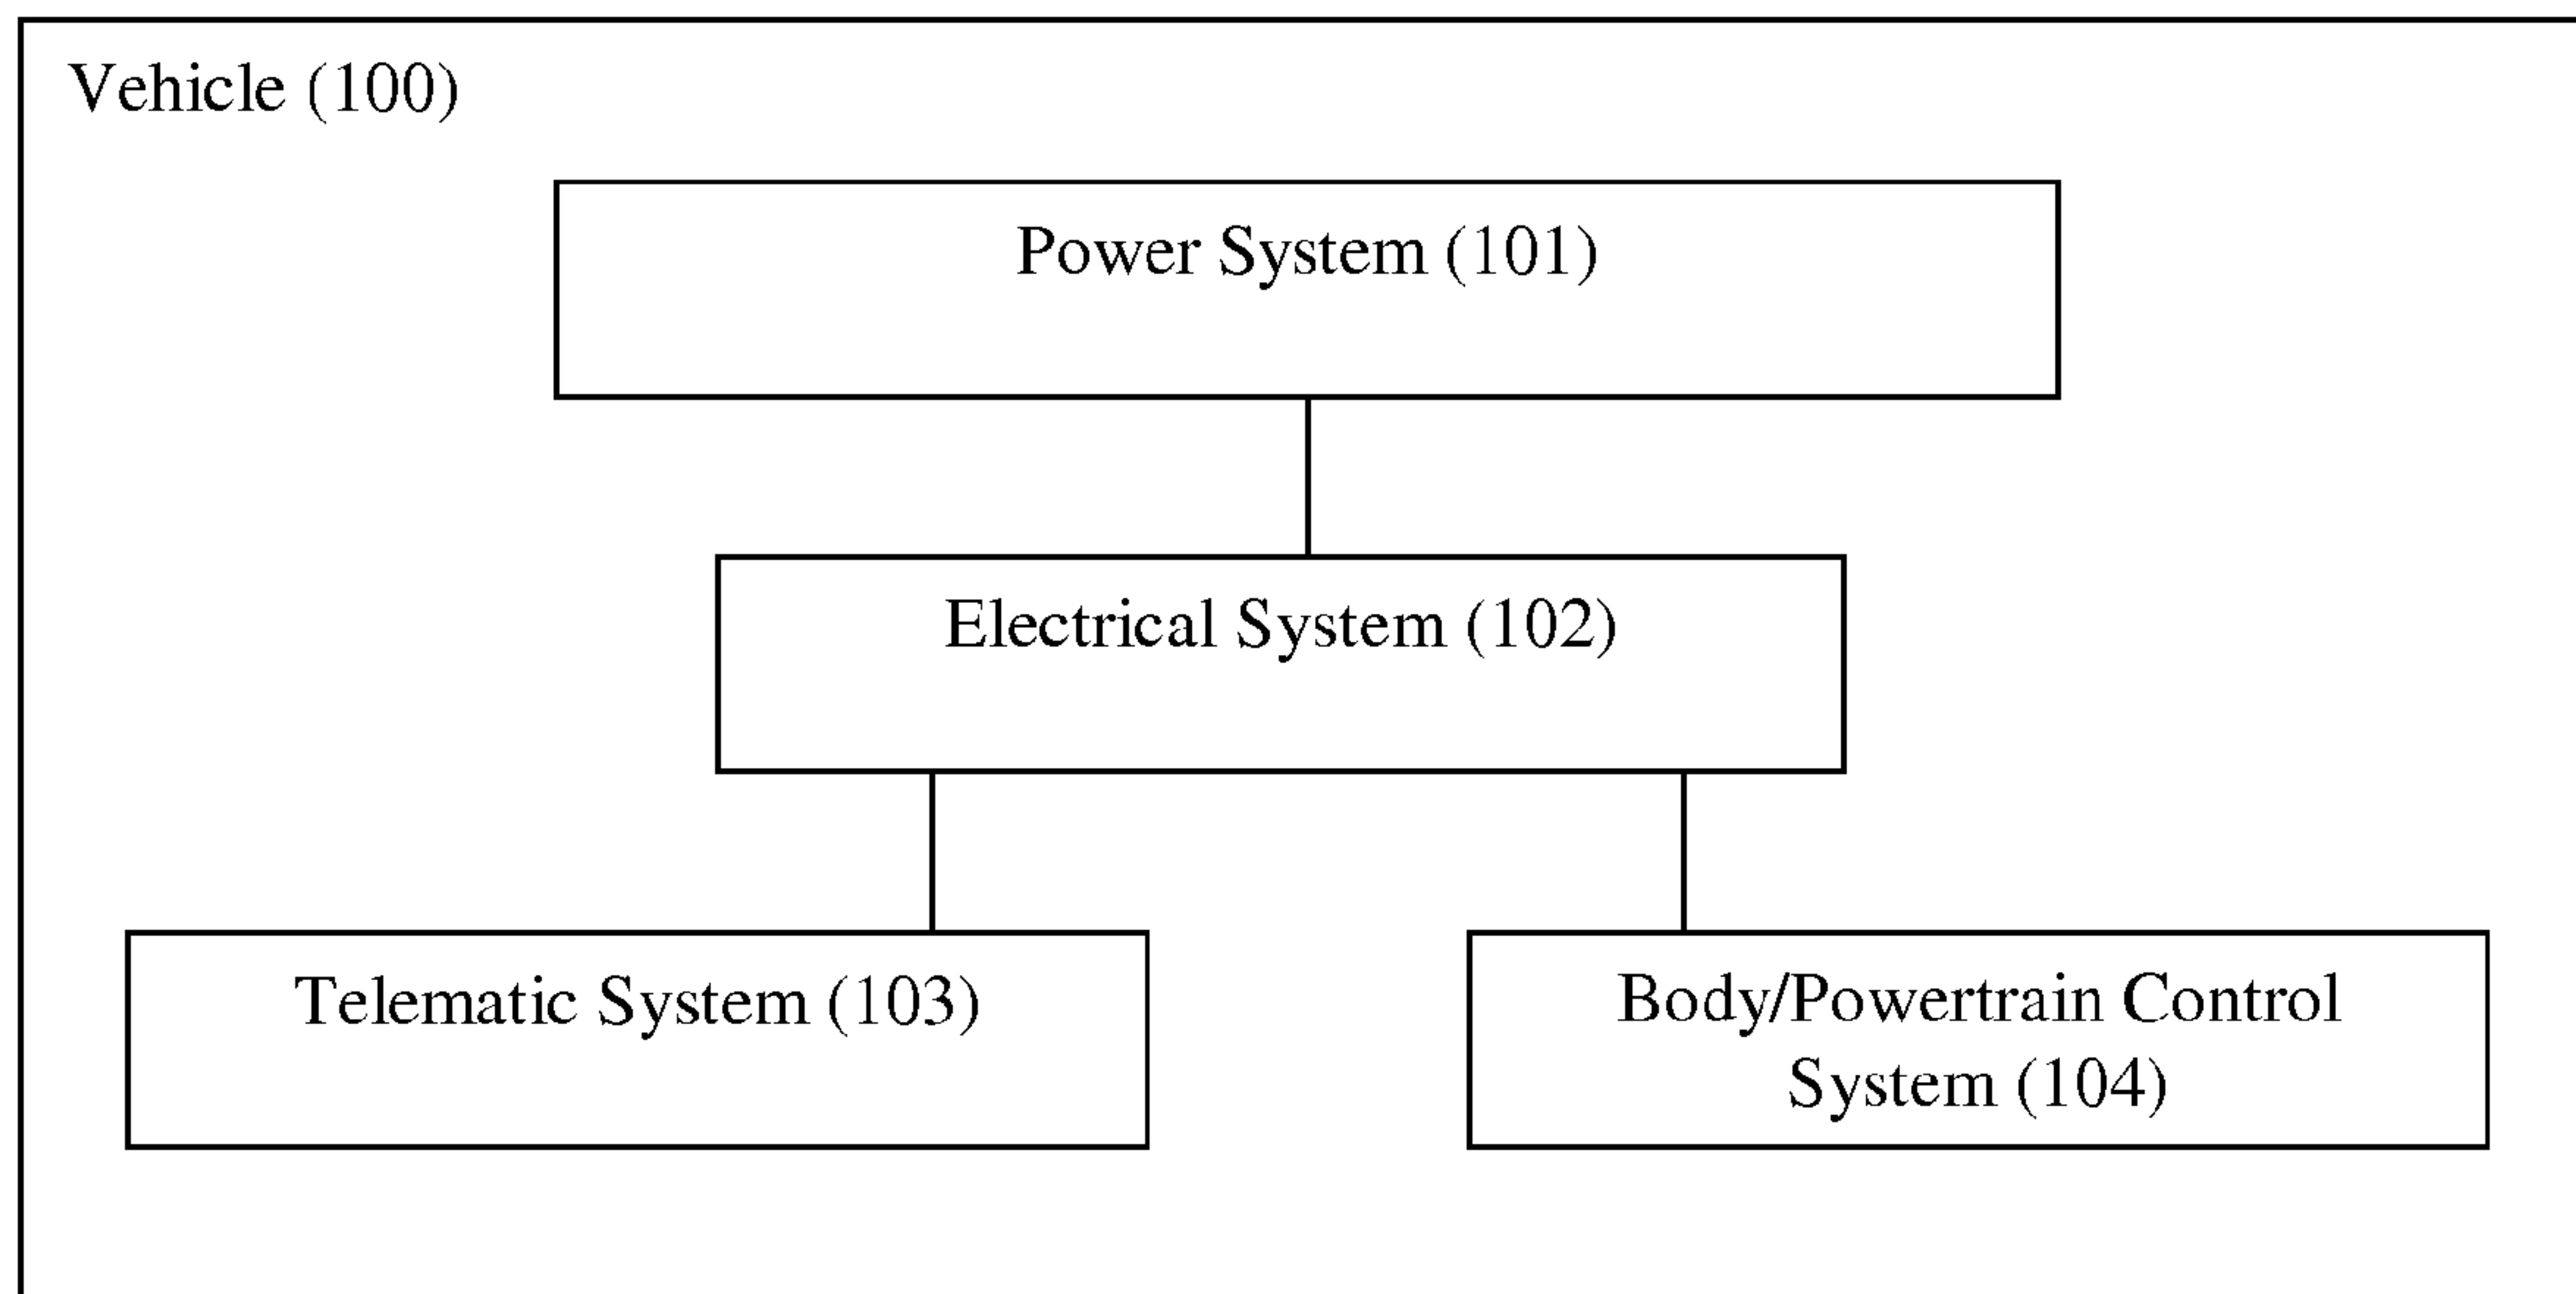 Vehicle (100)
Power System (101)
Electrical System (102)
Telematic System (103)
Body/Powertrain Control
System (104)